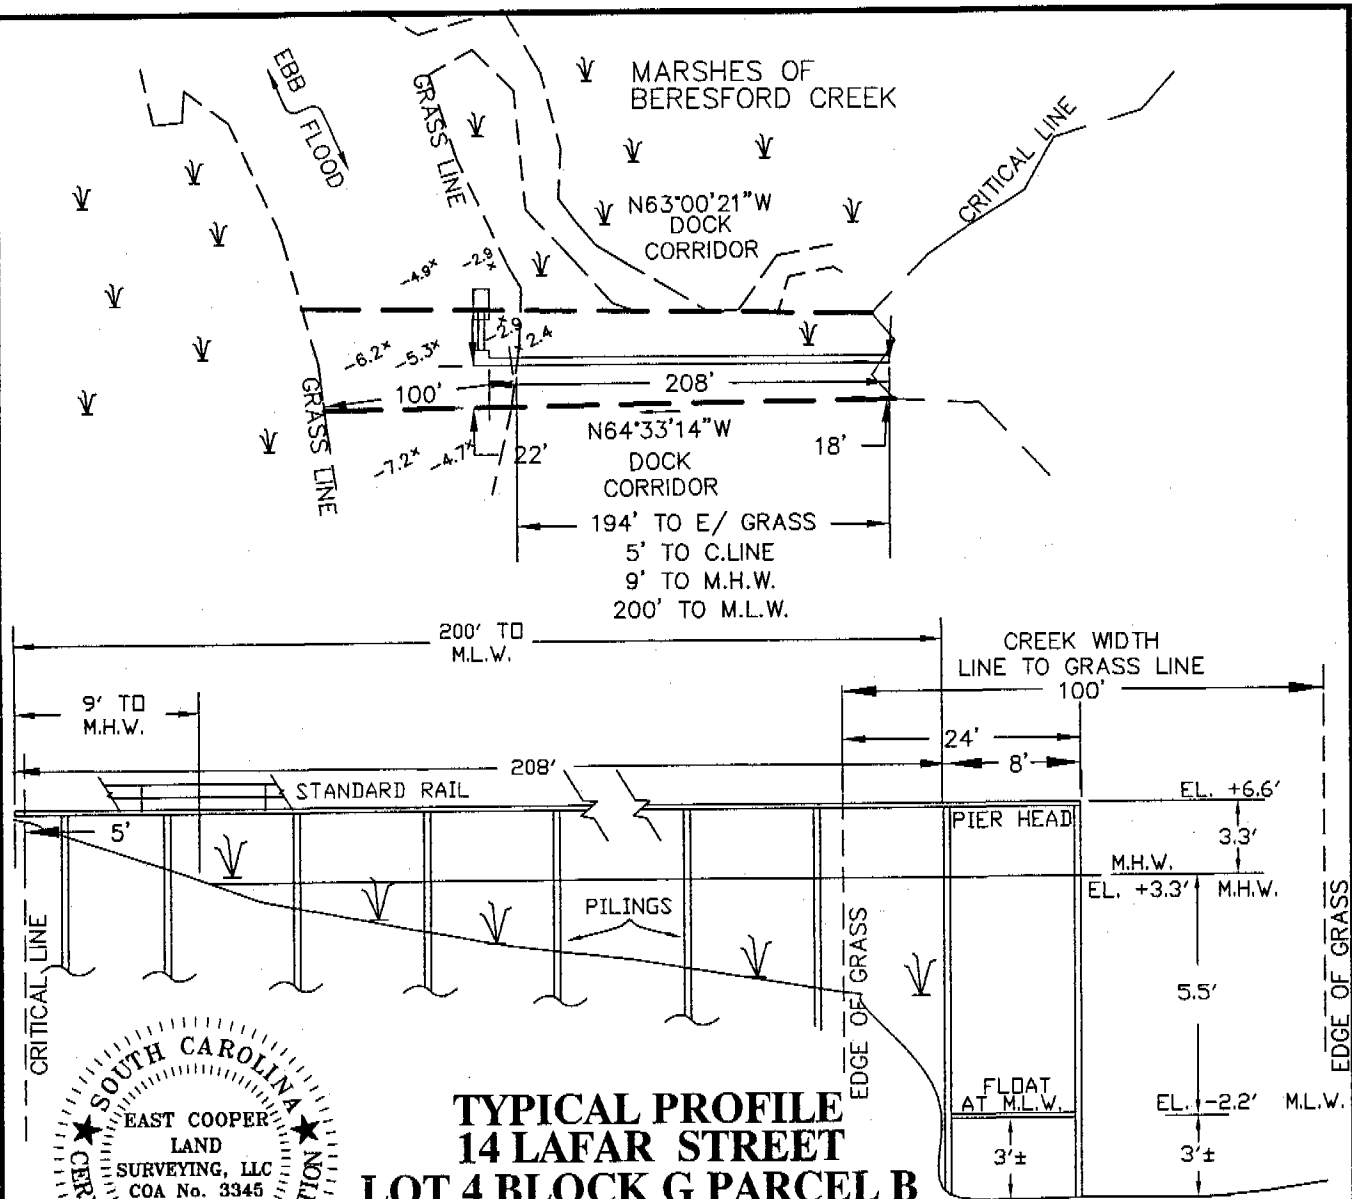 EBB
FLOOD
GRASS LINE
MARSHES OF
BERESFORD CREEK
CRITICAL LINE
N63°00'21"W
DOCK
CORRIDOR
-4.9x
-2.9x
-2.9x
x2.4
-6.2x
-5.3x
100'
208'
GRASS LINE
N64°33'14"W
DOCK
CORRIDOR
-7.2x
-4.7x
22'
18'
194' TO E/ GRASS
5' TO C.LINE
9' TO M.H.W.
200' TO M.L.W.
200' TO
M.L.W.
CREEK WIDTH
LINE TO GRASS LINE
100'
9' TO
M.H.W.
24'
208'
8'
STANDARD RAIL
EL. +6.6'
5'
PIER HEAD
3.3'
M.H.W.
EL. +3.3' M.H.W.
PILINGS
CRITICAL LINE
EDGE OF GRASS
5.5'
EDGE OF GRASS
FLOAT
AT M.L.W.
EL. -2.2' M.L.W.
3'±
3'±
SOUTH CAROLINA
EAST COOPER
LAND
SURVEYING, LLC
COA No. 3345
TYPICAL PROFILE
14 LAFAR STREET
LOT 4 BLOCK G PARCEL B